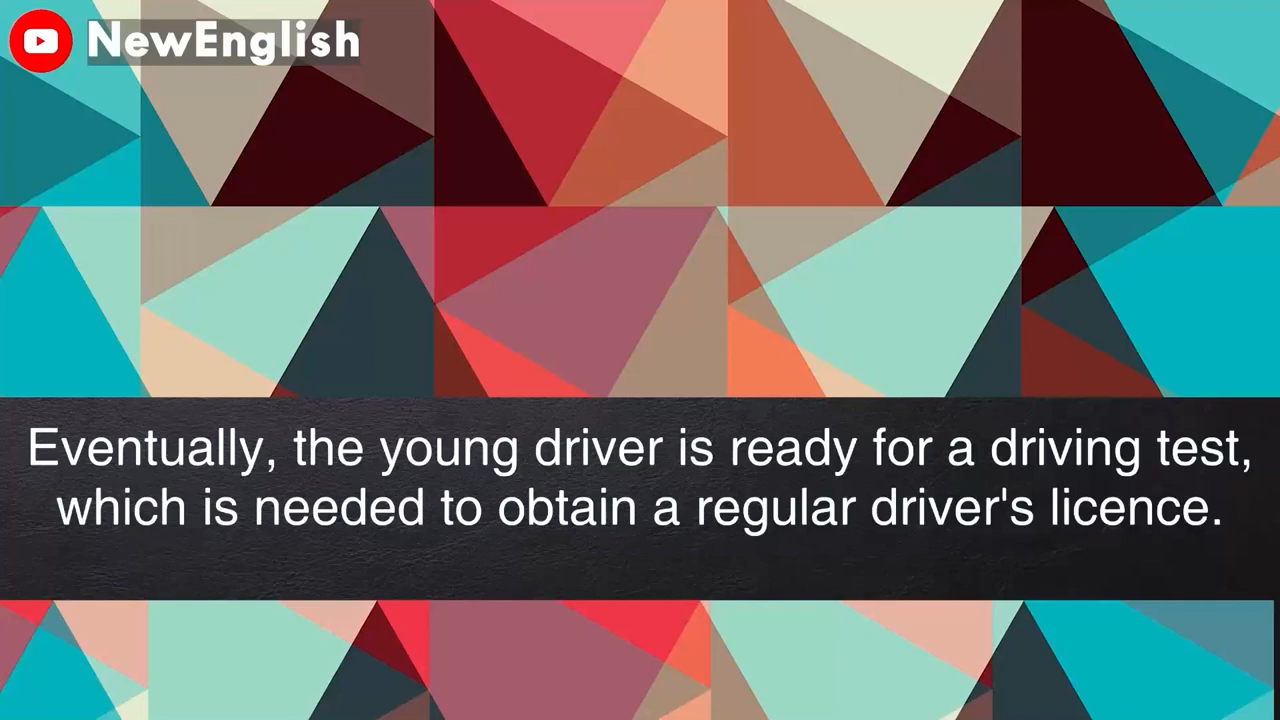 NewEnglish
Eventually, the young driver is ready for a driving test,
which is needed to obtain a regular driver's licence.